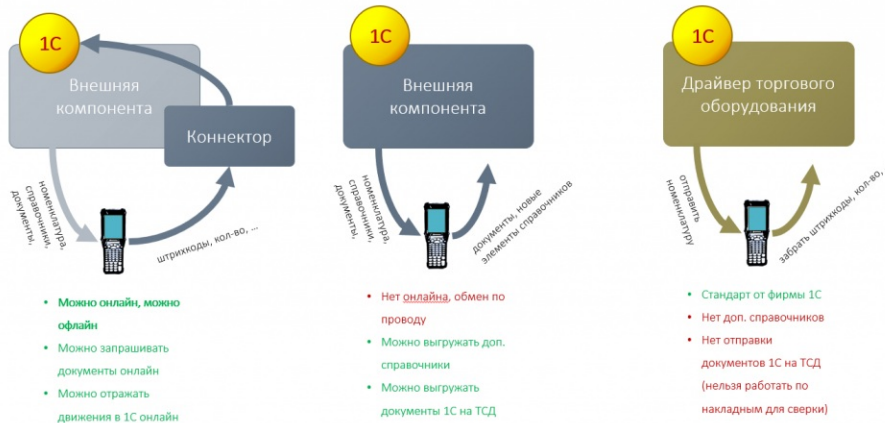 1С
Внешняя
компонента
Коннектор
номенклатура,
справочники,
документы,
штрихкоды, кол-во, ...
• Можно онлайн, можно
офлайн
• Можно запрашивать
документы онлайн
• Можно отражать
движения в 1С онлайн
1С
Внешняя
компонента
номенклатура,
справочники,
документы,
документы, новые
элементы справочников
• Нет онлайна, обмен по
проводу
• Можно выгружать доп.
справочники
• Можно выгружать
документы 1С на ТСД
1С
Драйвер торгового
оборудования
отправить
номенклатуру
забрать штрихкоды, кол-во,
• Стандарт от фирмы 1С
• Нет доп. справочников
• Нет отправки
документов 1С на ТСД
(нельзя работать по
накладным для сверки)